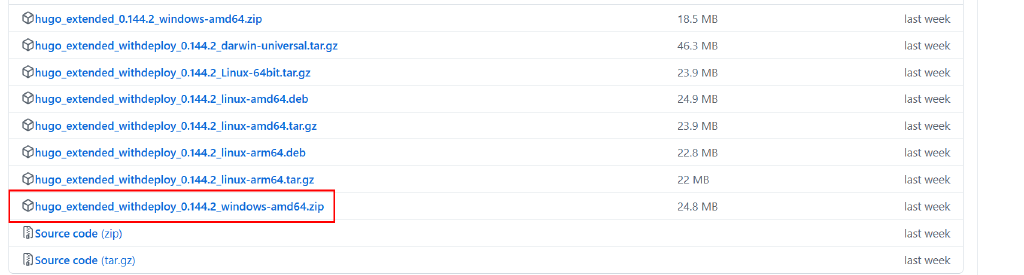 hugo_extended_0.144.2_windows-amd64.zip 18.5 MB last week
hugo_extended_withdeploy_0.144.2_darwin-universal.tar.gz 46.3 MB last week
hugo_extended_withdeploy_0.144.2_Linux-64bit.tar.gz 23.9 MB last week
hugo_extended_withdeploy_0.144.2_linux-amd64.deb 24.9 MB last week
hugo_extended_withdeploy_0.144.2_linux-amd64.tar.gz 23.9 MB last week
hugo_extended_withdeploy_0.144.2_linux-arm64.deb 22.8 MB last week
hugo_extended_withdeploy_0.144.2_linux-arm64.tar.gz 22 MB last week
hugo_extended_withdeploy_0.144.2_windows-amd64.zip 24.8 MB last week
Source code (zip) last week
Source code (tar.gz) last week